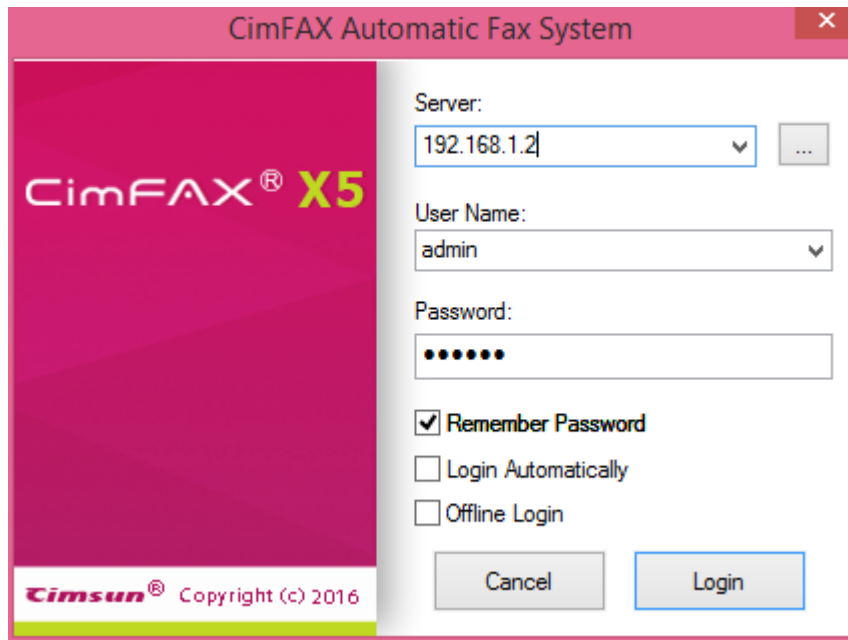 CimFAX Automatic Fax System
CimFAX® X5
Cimsun® Copyright (c) 2016
Server:
192.168.1.2
...
User Name:
admin
Password:
••••••
Remember Password
Login Automatically
Offline Login
Cancel
Login